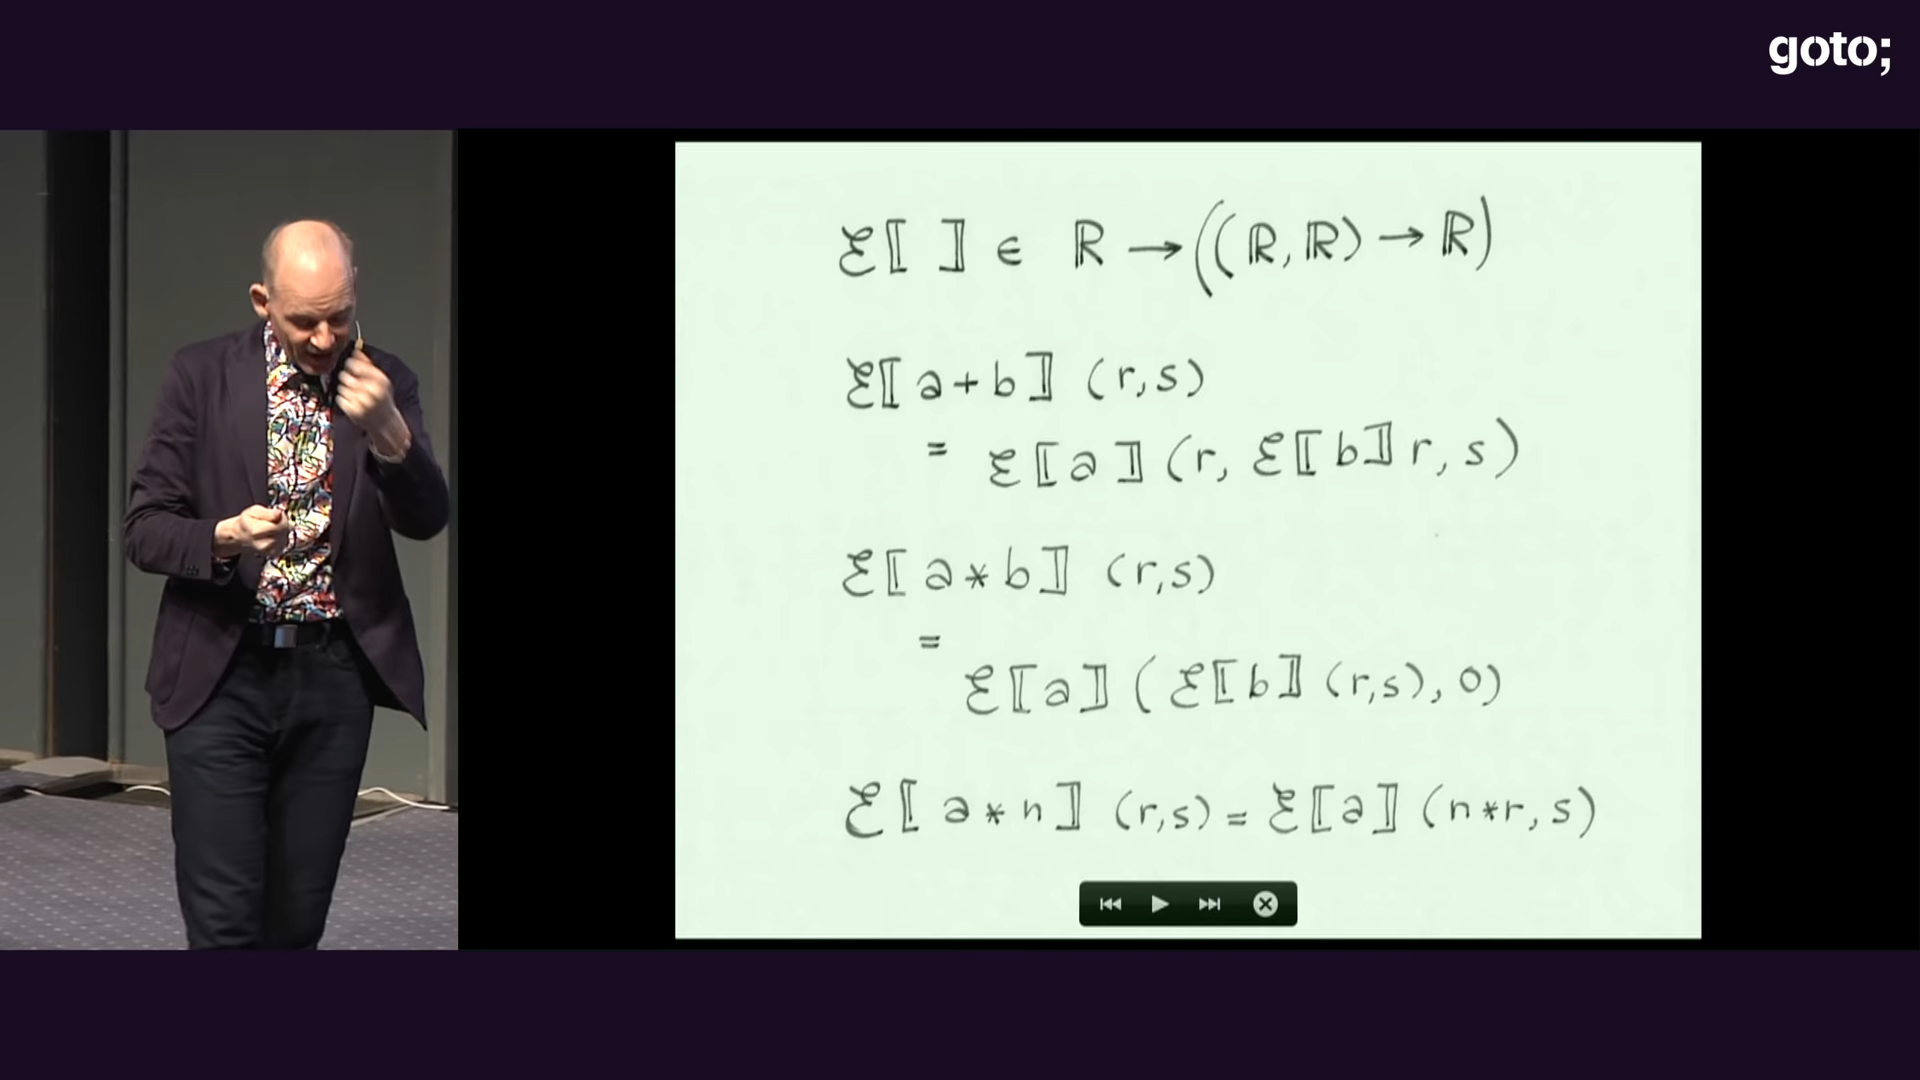 goto;
ℰ⟦ ⟧ ∈ ℝ → ((ℝ, ℝ) → ℝ)
ℰ⟦ a + b ⟧ (r, s)
= ℰ⟦ a ⟧ (r, ℰ⟦ b ⟧ r, s)
ℰ⟦ a * b ⟧ (r, s)
=
ℰ⟦ a ⟧ ( ℰ⟦ b ⟧ (r, s), 0)
ℰ⟦ a * n ⟧ (r, s) = ℰ⟦ a ⟧ (n * r, s)